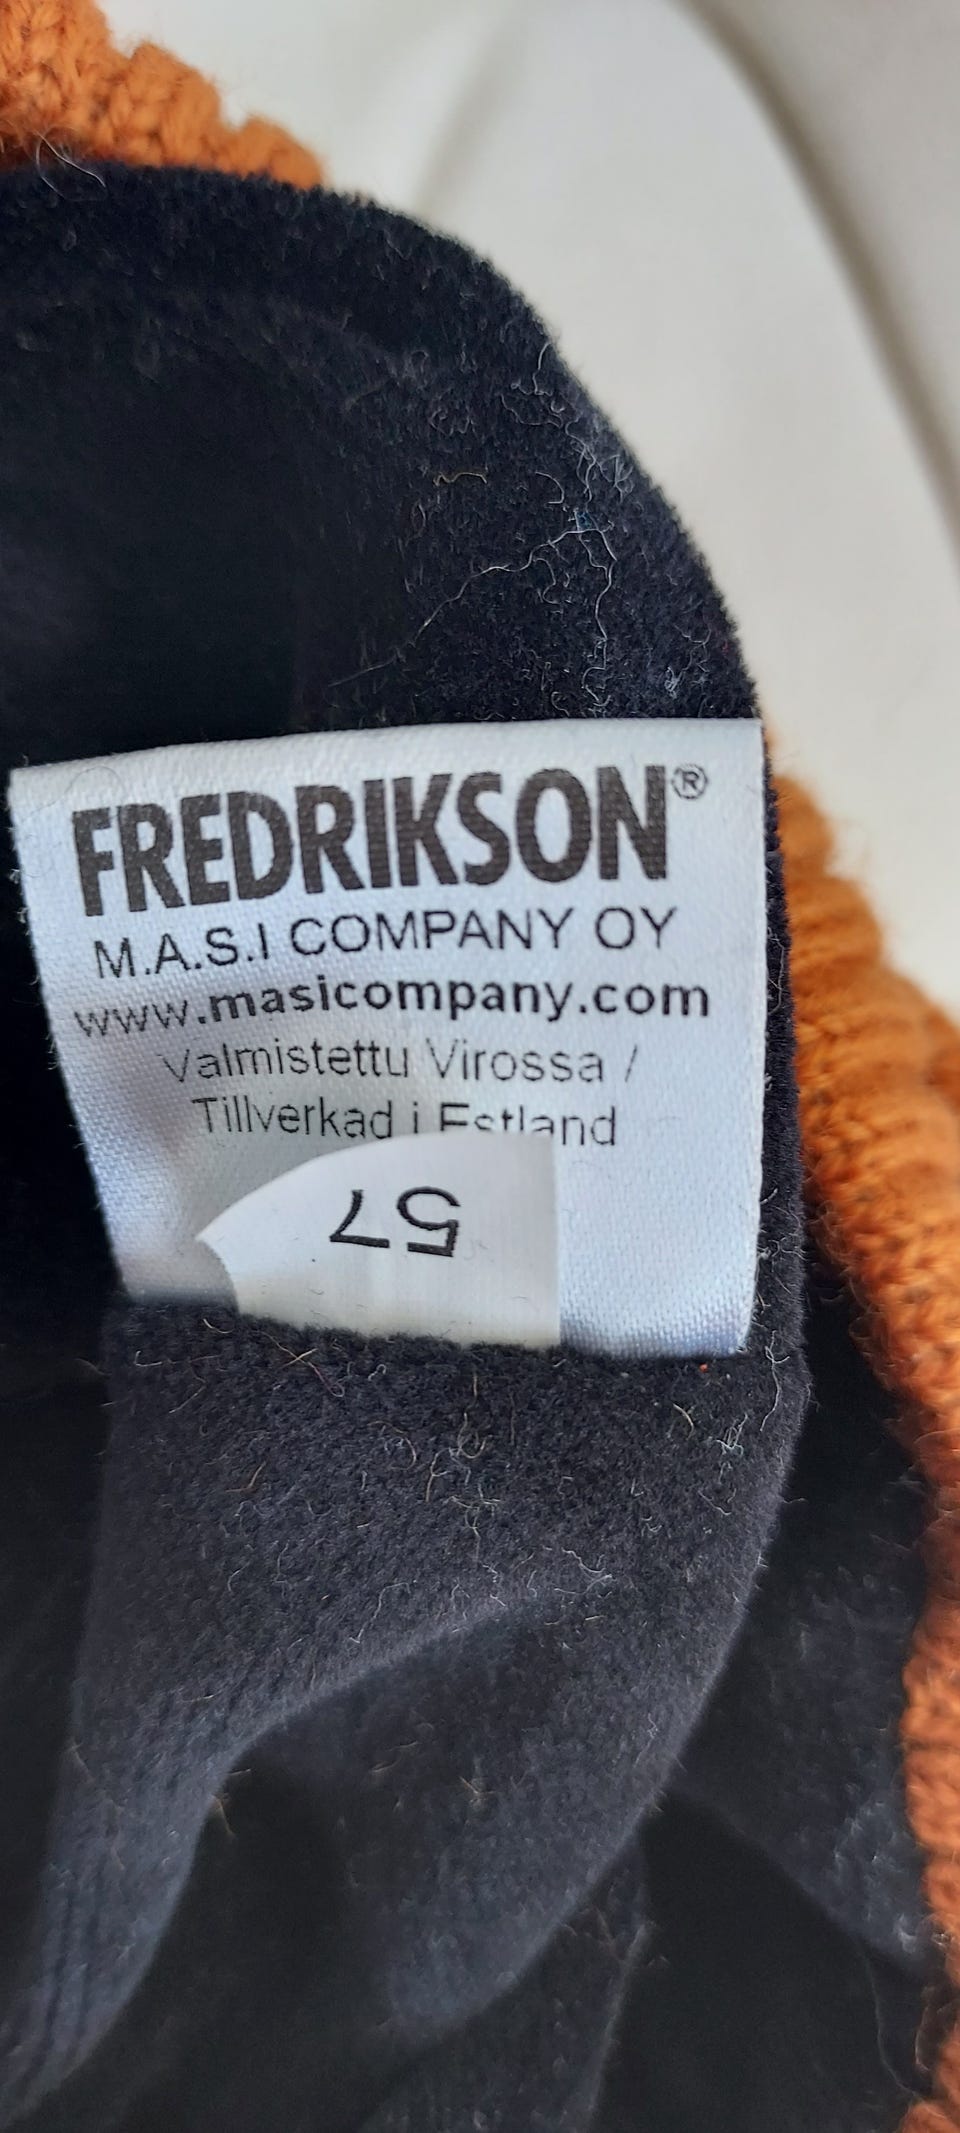 FREDRIKSON®
M.A.S.I COMPANY OY
www.masicompany.com
Valmistettu Virossa /
Tillverkad i Estland
57